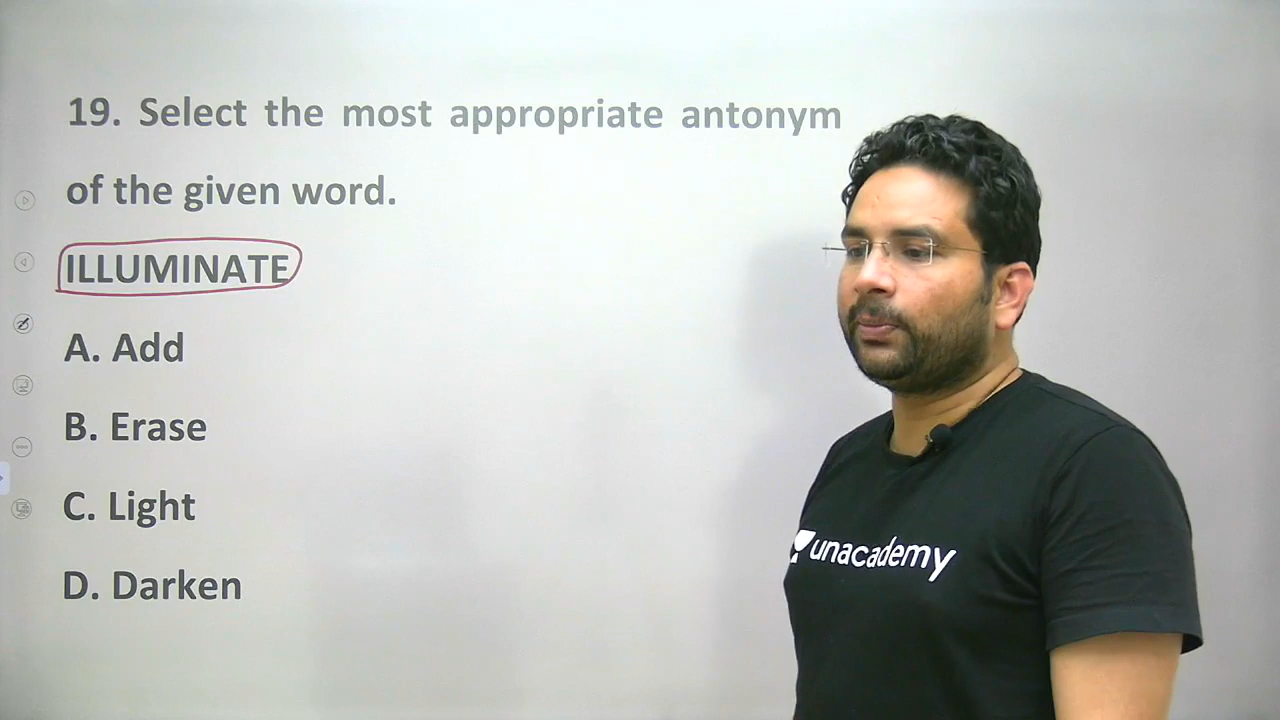 19. Select the most appropriate antonym
of the given word.
ILLUMINATE
A. Add
B. Erase
C. Light
D. Darken
unacademy